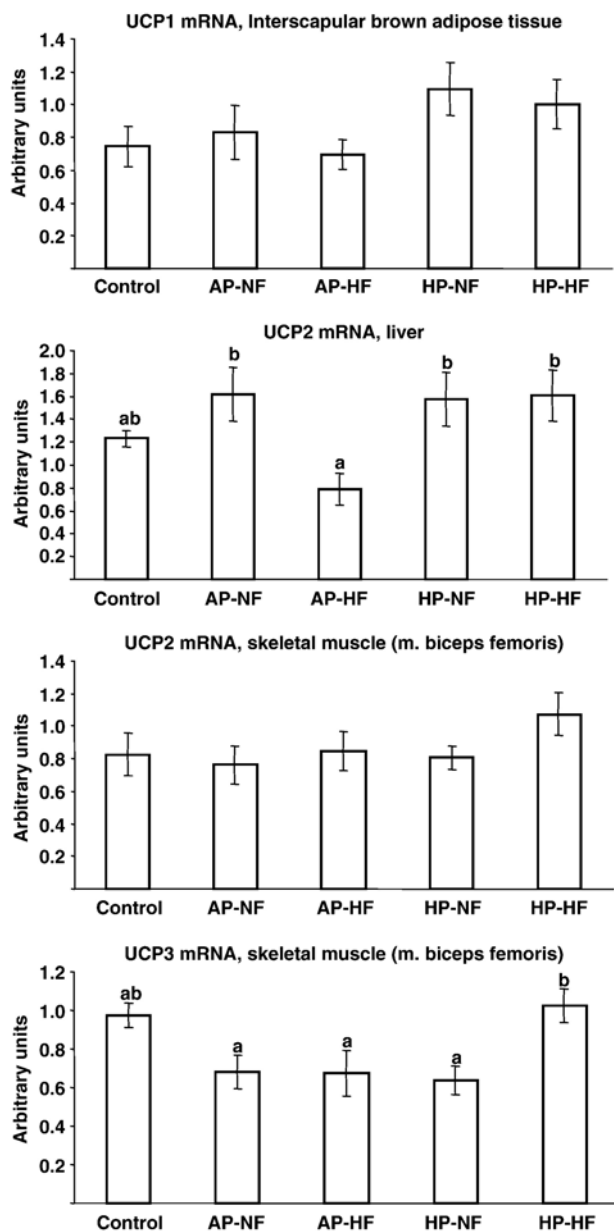 UCP1 mRNA, Interscapular brown adipose tissue
Arbitrary units
1.4
1.2
1.0
0.8
0.6
0.4
0.2
Control AP-NF AP-HF HP-NF HP-HF
UCP2 mRNA, liver
Arbitrary units
2.0
1.8
1.6
1.4
1.2
1.0
0.8
0.6
0.4
0.2
ab b a b b
Control AP-NF AP-HF HP-NF HP-HF
UCP2 mRNA, skeletal muscle (m. biceps femoris)
Arbitrary units
1.4
1.2
1.0
0.8
0.6
0.4
0.2
Control AP-NF AP-HF HP-NF HP-HF
UCP3 mRNA, skeletal muscle (m. biceps femoris)
Arbitrary units
1.2
1.0
0.8
0.6
0.4
0.2
ab a a a b
Control AP-NF AP-HF HP-NF HP-HF